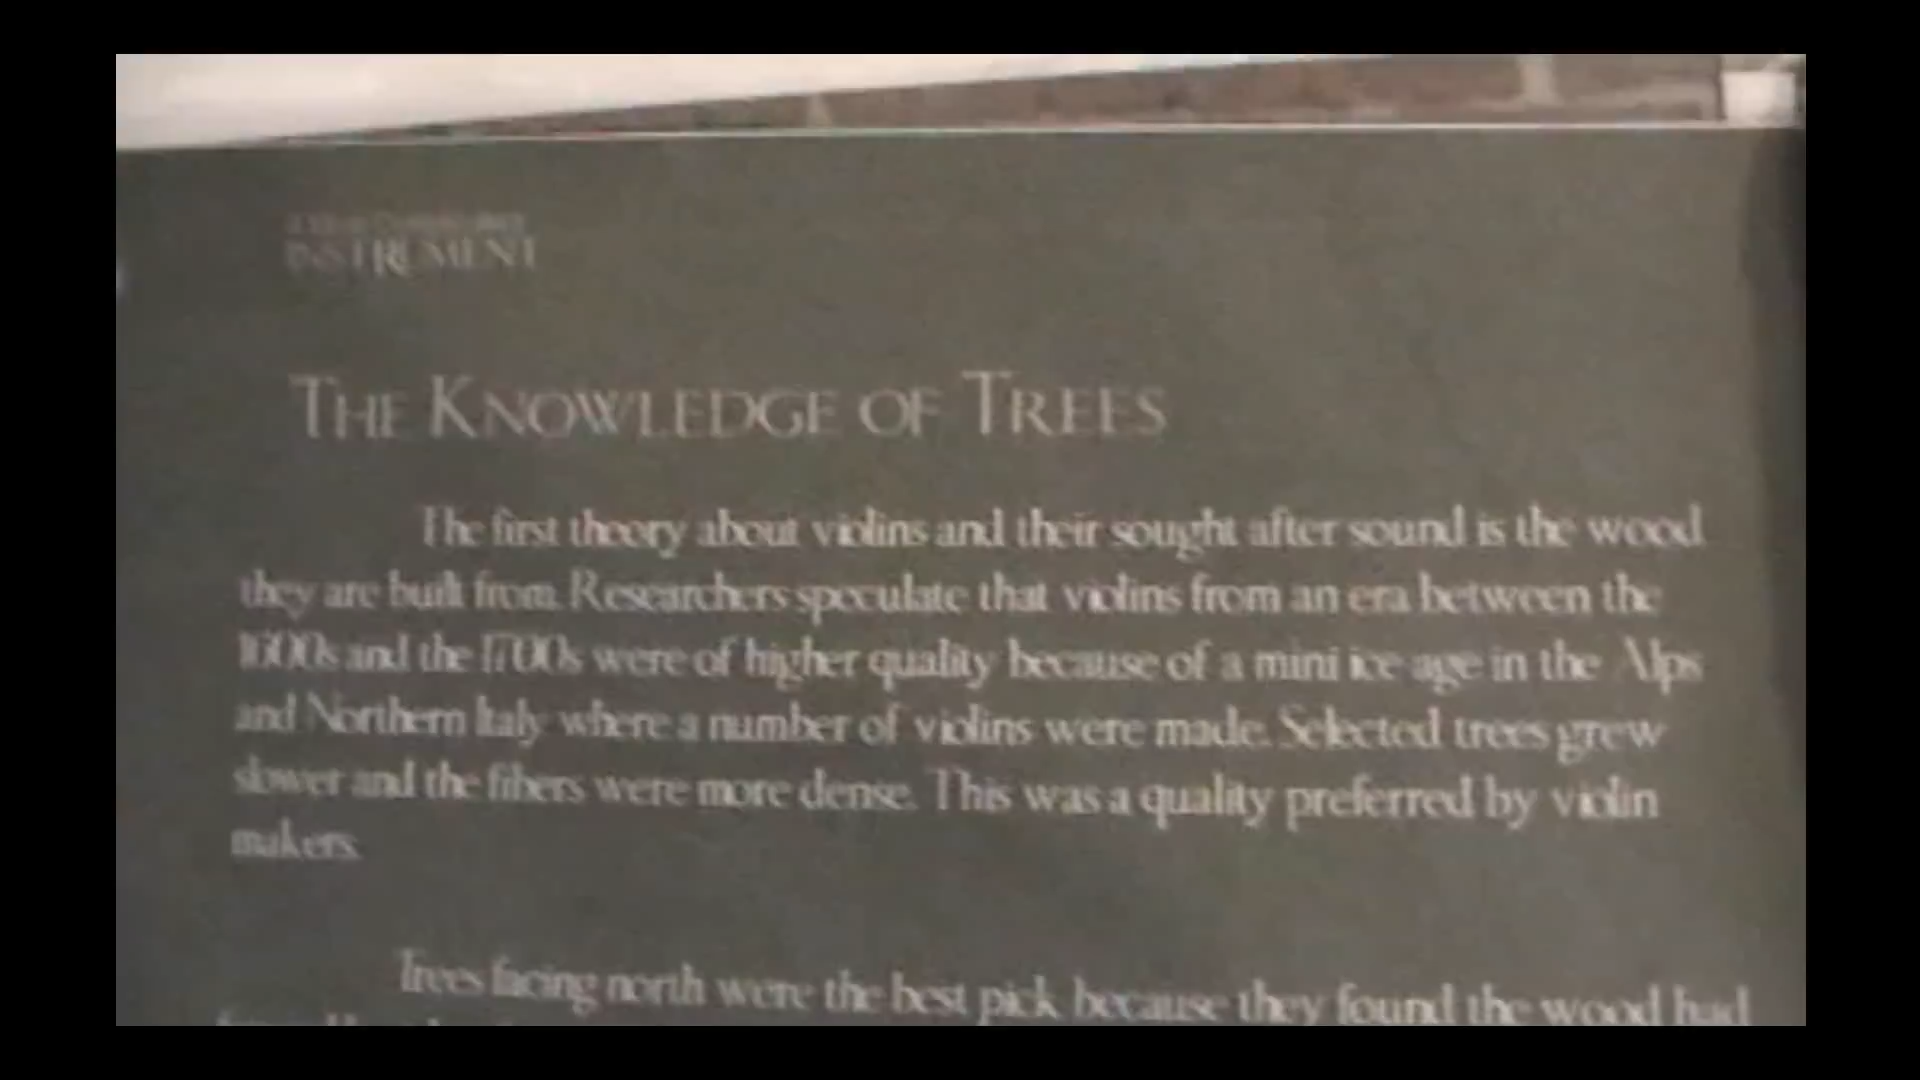 INSTRUMENT
THE KNOWLEDGE OF TREES
The first theory about violins and their sought after sound is the wood
they are built from. Researchers speculate that violins from an era between the
1600s and the 1700s were of higher quality because of a mini ice age in the Alps
and Northern Italy where a number of violins were made. Selected trees grew
slower and the fibers were more dense. This was a quality preferred by violin
makers.
Trees facing north were the best pick because they found the wood had